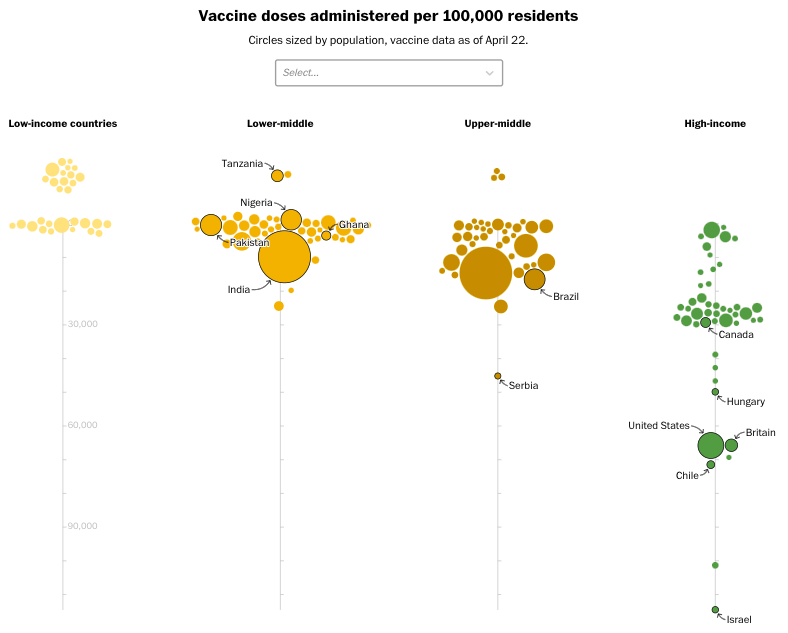 Vaccine doses administered per 100,000 residents
Circles sized by population, vaccine data as of April 22.
Select...
Low-income countries
Lower-middle
Upper-middle
High-income
Tanzania
Nigeria
Ghana
Pakistan
India
Brazil
30,000
Canada
Serbia
Hungary
60,000
United States
Britain
Chile
90,000
Israel